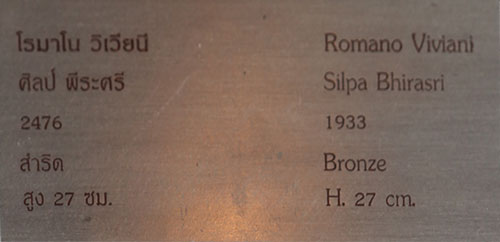 โรมาโน วิเวียนี Romano Viviani
ศิลป์ พีระศรี Silpa Bhirasri
2476 1933
สำริด Bronze
สูง 27 ซม. H. 27 cm.